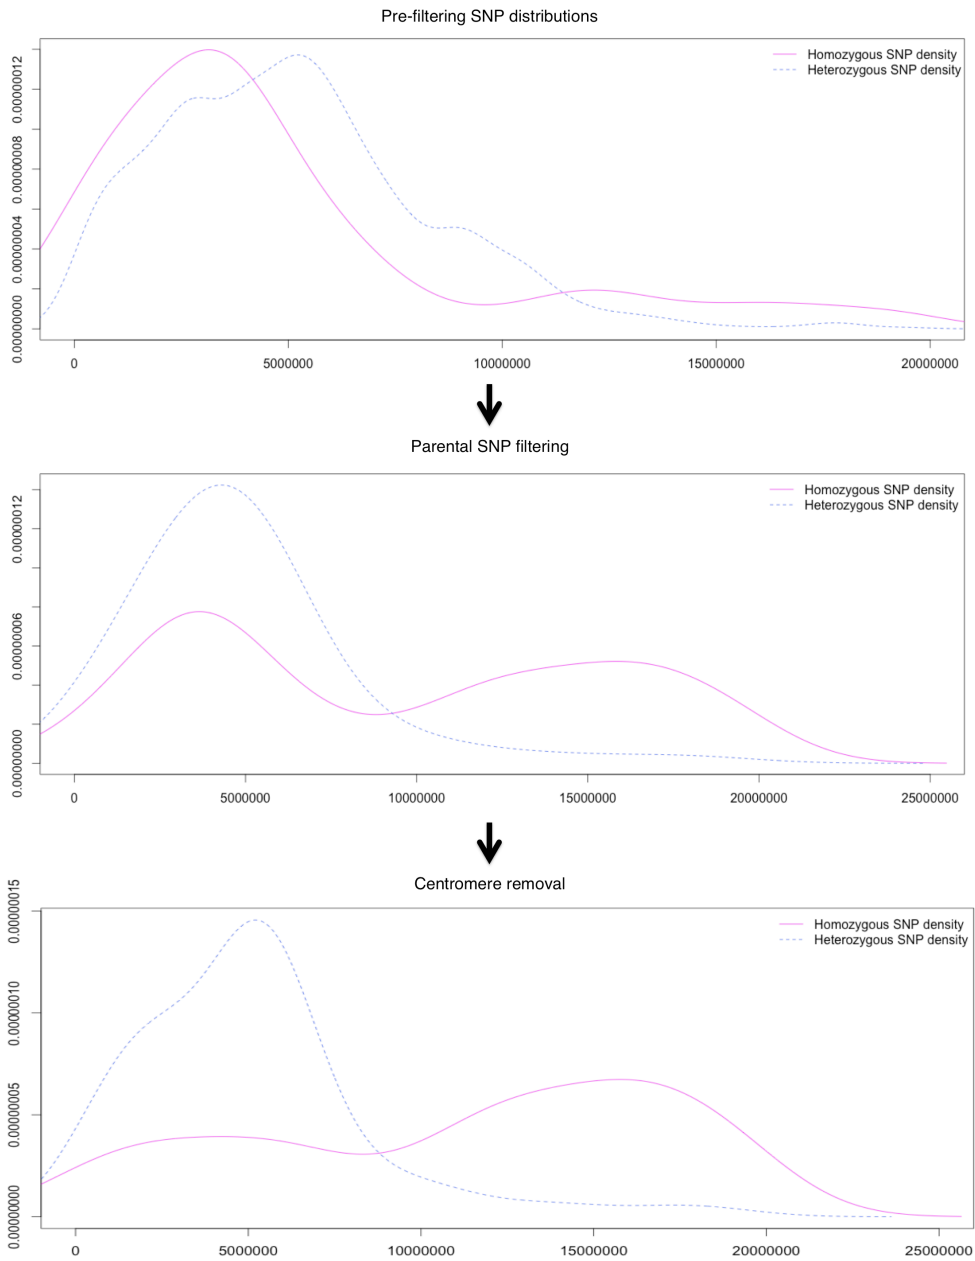 Pre-filtering SNP distributions
Homozygous SNP density
Heterozygous SNP density
0.00000012
0.00000008
0.00000004
0.00000000
0 5000000 10000000 15000000 20000000
Parental SNP filtering
Homozygous SNP density
Heterozygous SNP density
0.00000012
0.00000006
0.00000000
0 5000000 10000000 15000000 20000000 25000000
Centromere removal
Homozygous SNP density
Heterozygous SNP density
0.00000015
0.00000010
0.00000005
0.00000000
0 50000000 10000000 15000000 20000000 25000000